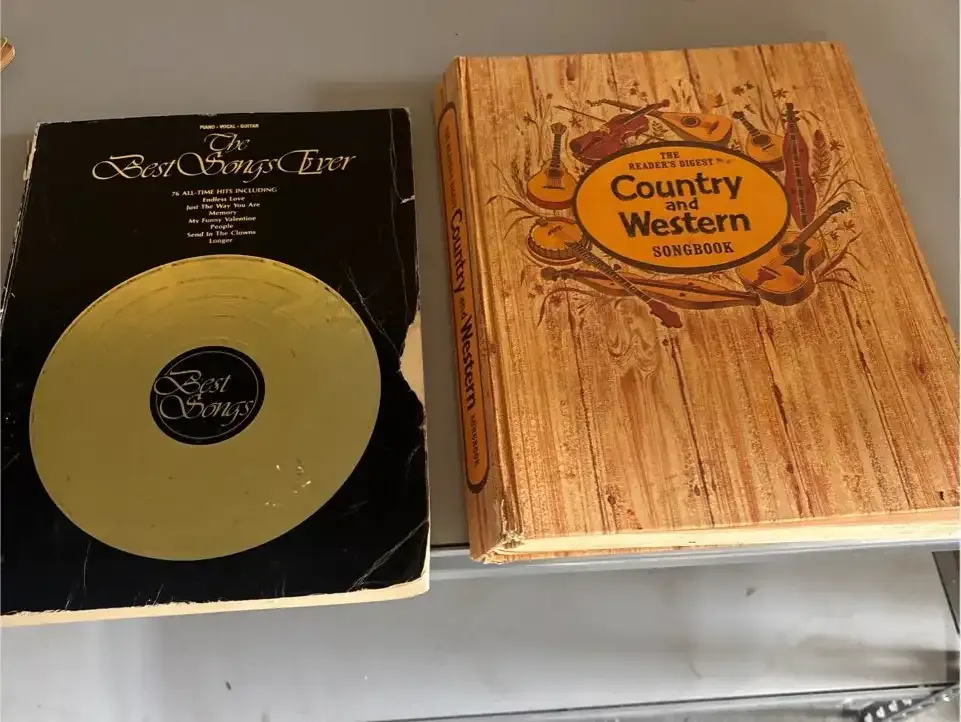 PIANO • VOCAL • GUITAR
The
Best Songs Ever
76 ALL-TIME HITS INCLUDING
Endless Love
Just The Way You Are
Memory
My Funny Valentine
People
Send In The Clowns
Longer
Best
Songs
THE
READER'S DIGEST
Country
and
Western
SONGBOOK
Country and Western SONGBOOK